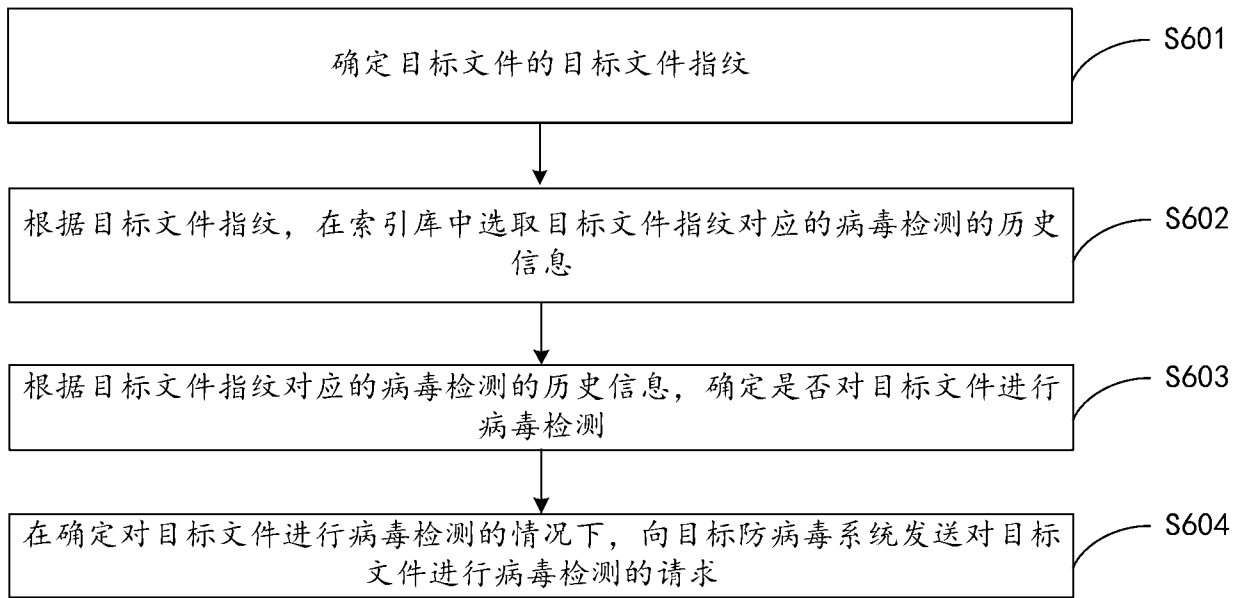 确定目标文件的目标文件指纹
S601
根据目标文件指纹，在索引库中选取目标文件指纹对应的病毒检测的历史
信息
S602
根据目标文件指纹对应的病毒检测的历史信息，确定是否对目标文件进行
病毒检测
S603
在确定对目标文件进行病毒检测的情况下，向目标防病毒系统发送对目标
文件进行病毒检测的请求
S604